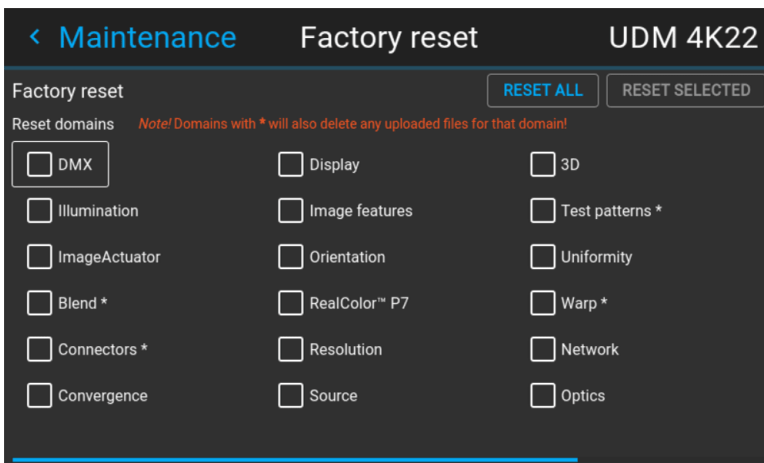 ‹ Maintenance Factory reset UDM 4K22
Factory reset RESET ALL RESET SELECTED
Reset domains Note! Domains with * will also delete any uploaded files for that domain!
DMX Display 3D
Illumination Image features Test patterns *
ImageActuator Orientation Uniformity
Blend * RealColor™ P7 Warp *
Connectors * Resolution Network
Convergence Source Optics